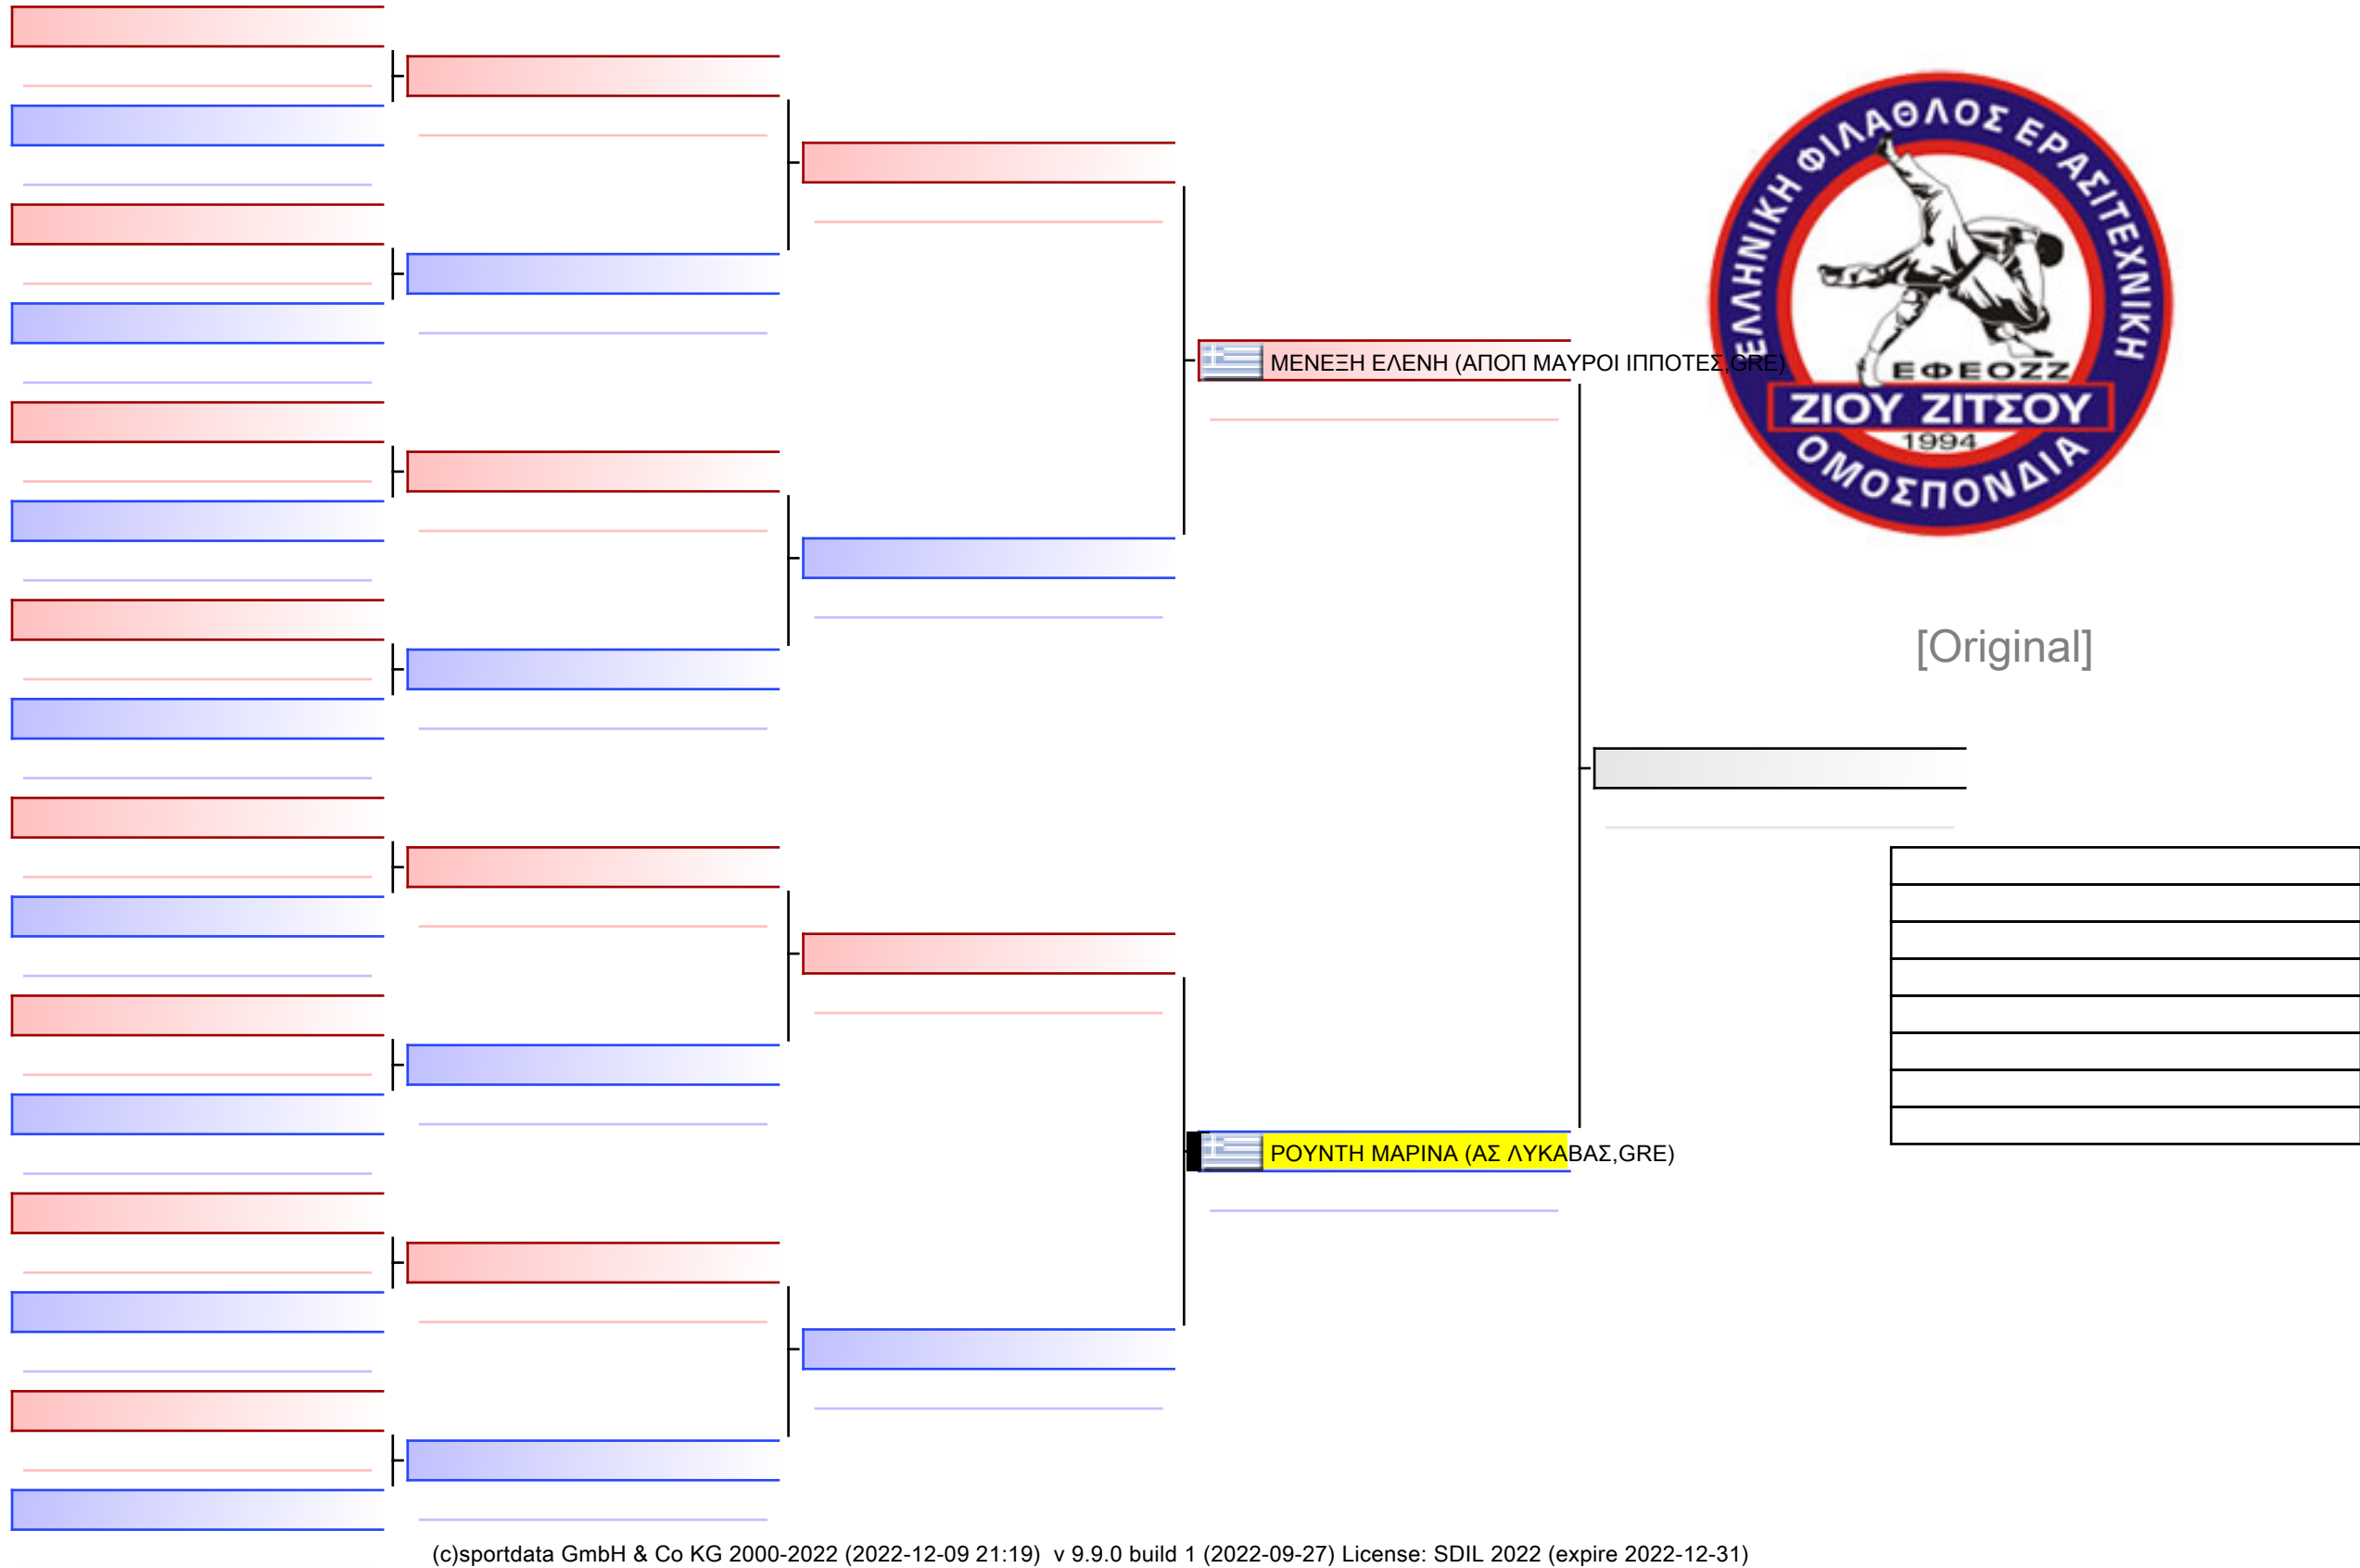 ΕΛΛΗΝΙΚΗ ΦΙΛΑΘΛΟΣ ΕΡΑΣΙΤΕΧΝΙΚΗ
ΜΕΝΕΞΗ ΕΛΕΝΗ (ΑΠΟΠ ΜΑΥΡΟΙ ΙΠΠΟΤΕΣ,GRE)
ΕΦΕΟΖΖ
ΖΙΟΥ ΖΙΤΣΟΥ
1994
ΟΜΟΣΠΟΝΔΙΑ
[Original]
ΡΟΥΝΤΗ ΜΑΡΙΝΑ (ΑΣ ΛΥΚΑΒΑΣ,GRE)
(c)sportdata GmbH & Co KG 2000-2022 (2022-12-09 21:19) v 9.9.0 build 1 (2022-09-27) License: SDIL 2022 (expire 2022-12-31)